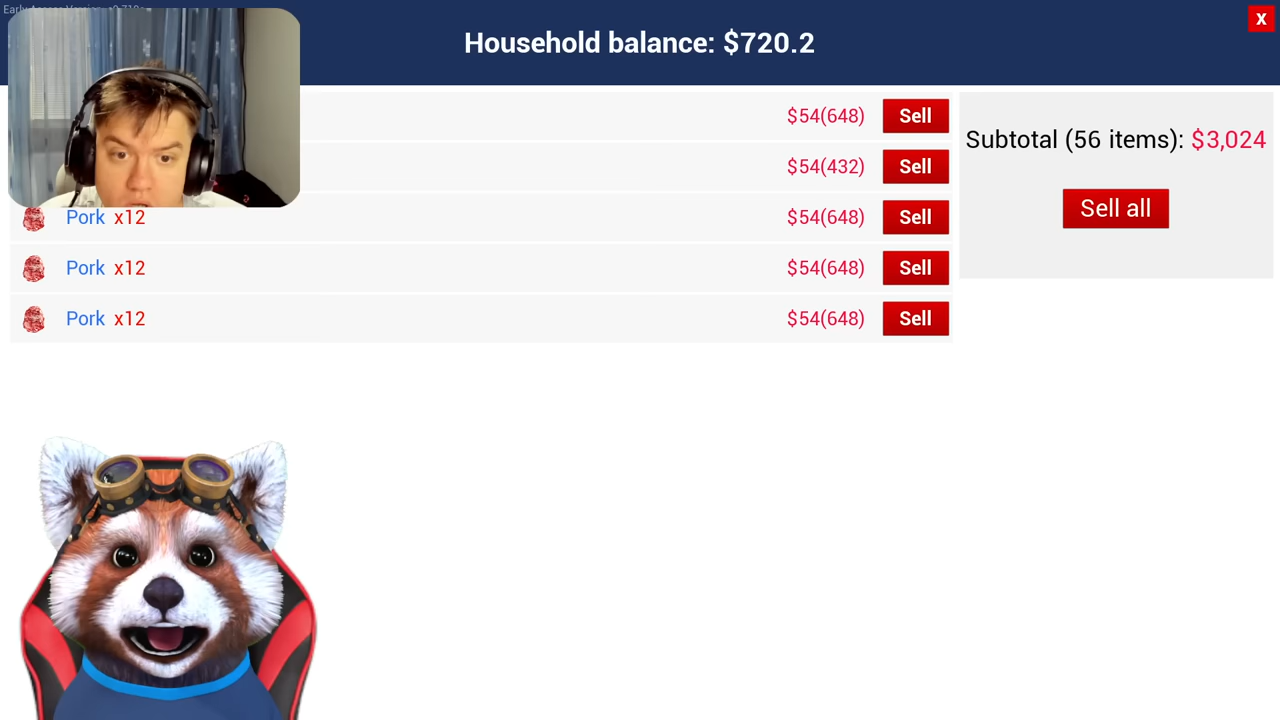 Household balance: $720.2
X
$54(648) Sell
$54(432) Sell
Pork x12 $54(648) Sell
Pork x12 $54(648) Sell
Pork x12 $54(648) Sell
Subtotal (56 items): $3,024
Sell all